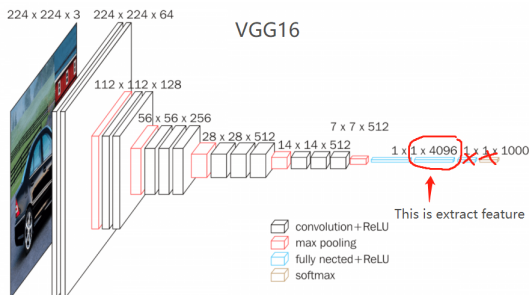 VGG16
224 x 224 x 3 224 x 224 x 64
112 x 112 x 128
56 x 56 x 256
28 x 28 x 512
14 x 14 x 512
7 x 7 x 512
1 x 1 x 4096 1 x 1 x 1000
This is extract feature
convolution+ReLU
max pooling
fully nected+ReLU
softmax